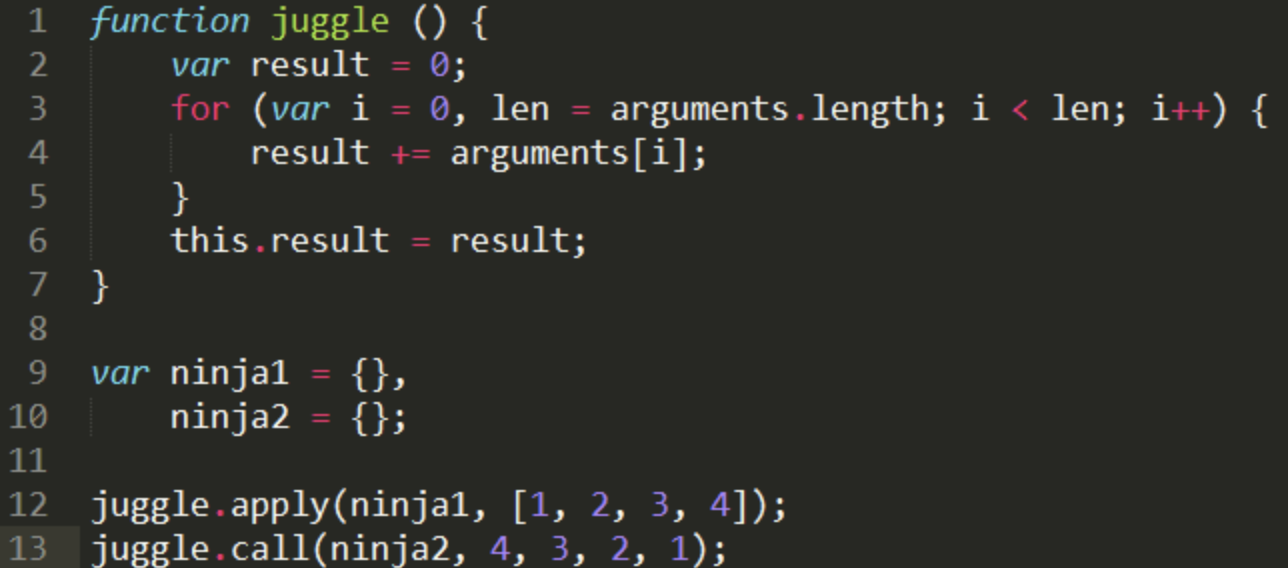 1 function juggle () {
2     var result = 0;
3     for (var i = 0, len = arguments.length; i < len; i++) {
4         result += arguments[i];
5     }
6     this.result = result;
7 }
8
9 var ninja1 = {},
10     ninja2 = {};
11
12 juggle.apply(ninja1, [1, 2, 3, 4]);
13 juggle.call(ninja2, 4, 3, 2, 1);